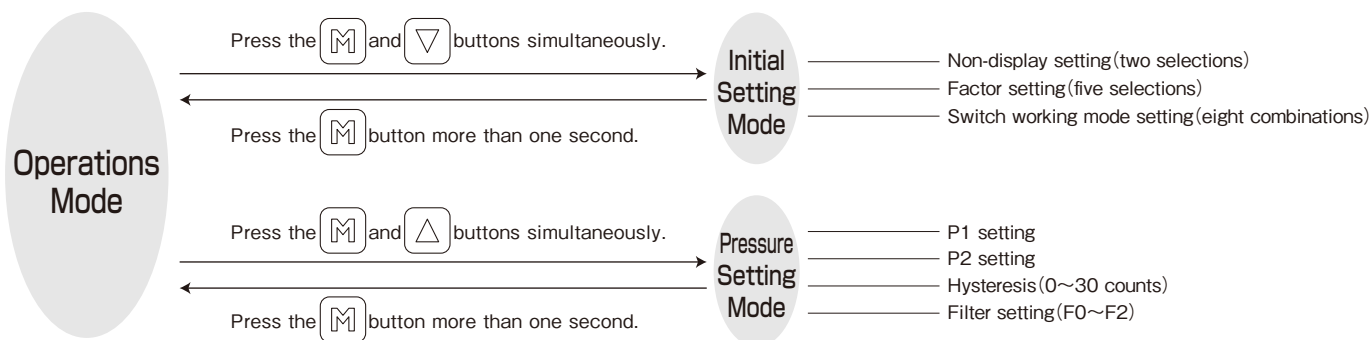 Operations
Mode
Press the M and ▽ buttons simultaneously.
Press the M button more than one second.
Initial
Setting
Mode
Non-display setting(two selections)
Factor setting(five selections)
Switch working mode setting(eight combinations)
Press the M and △ buttons simultaneously.
Press the M button more than one second.
Pressure
Setting
Mode
P1 setting
P2 setting
Hysteresis(0～30 counts)
Filter setting(F0～F2)